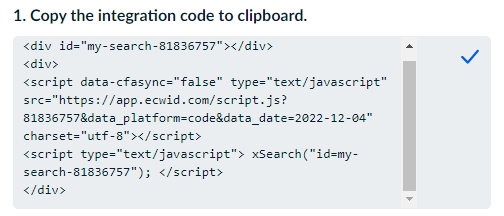 1. Copy the integration code to clipboard.
<div id="my-search-81836757"></div>
<div>
<script data-cfasync="false" type="text/javascript"
src="https://app.ecwid.com/script.js?
81836757&data_platform=code&data_date=2022-12-04"
charset="utf-8"></script>
<script type="text/javascript"> xSearch("id=my-
search-81836757"); </script>
</div>